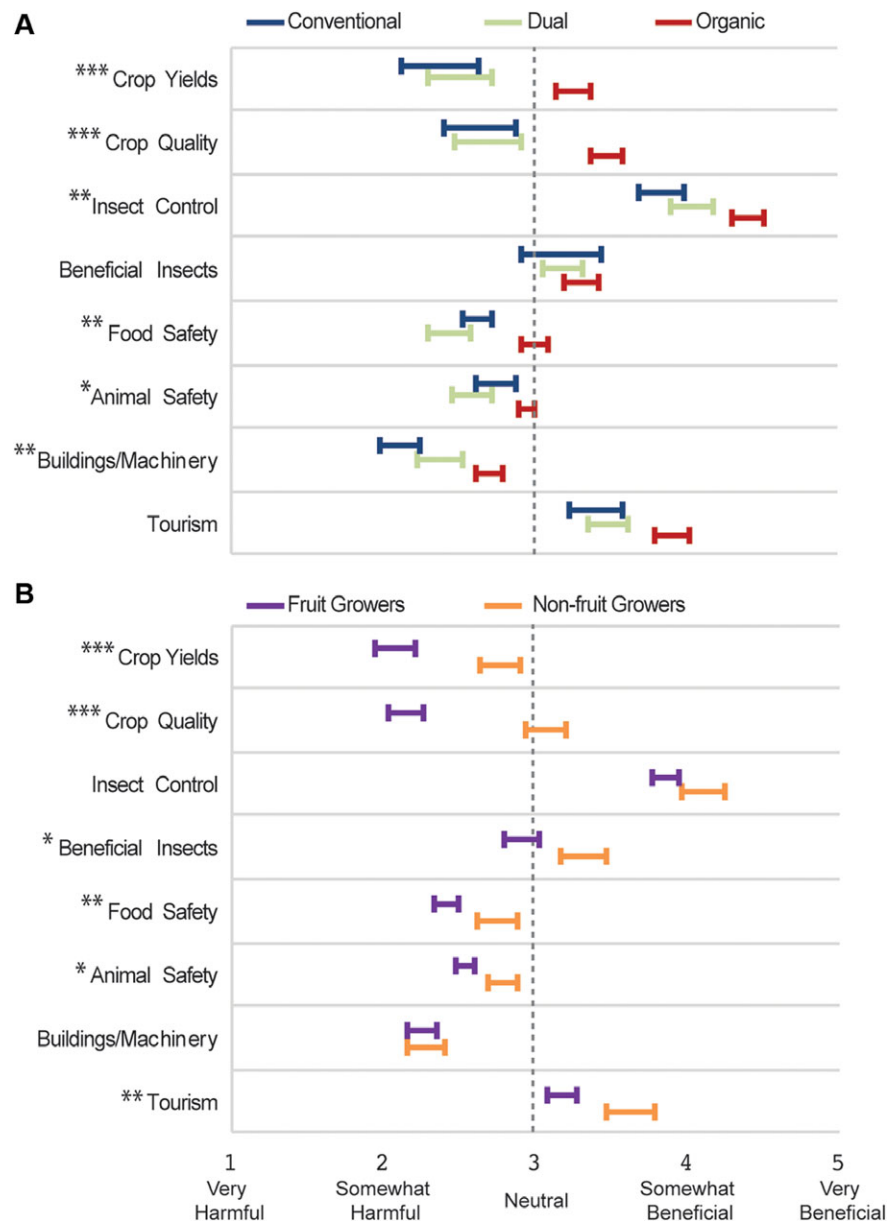 A
Conventional Dual Organic
***Crop Yields
***Crop Quality
**Insect Control
Beneficial Insects
**Food Safety
*Animal Safety
**Buildings/Machinery
Tourism
B
Fruit Growers Non-fruit Growers
***Crop Yields
***Crop Quality
Insect Control
*Beneficial Insects
**Food Safety
*Animal Safety
Buildings/Machinery
**Tourism
1 2 3 4 5
Very Somewhat Neutral Somewhat Very
Harmful Harmful Beneficial Beneficial